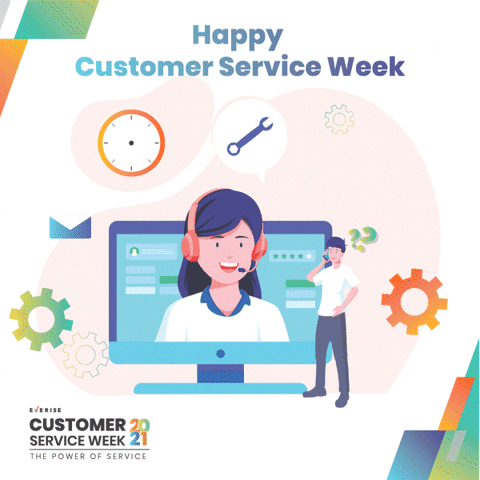 Happy
Customer Service Week
??
EVERISE
CUSTOMER 20
SERVICE WEEK 21
THE POWER OF SERVICE